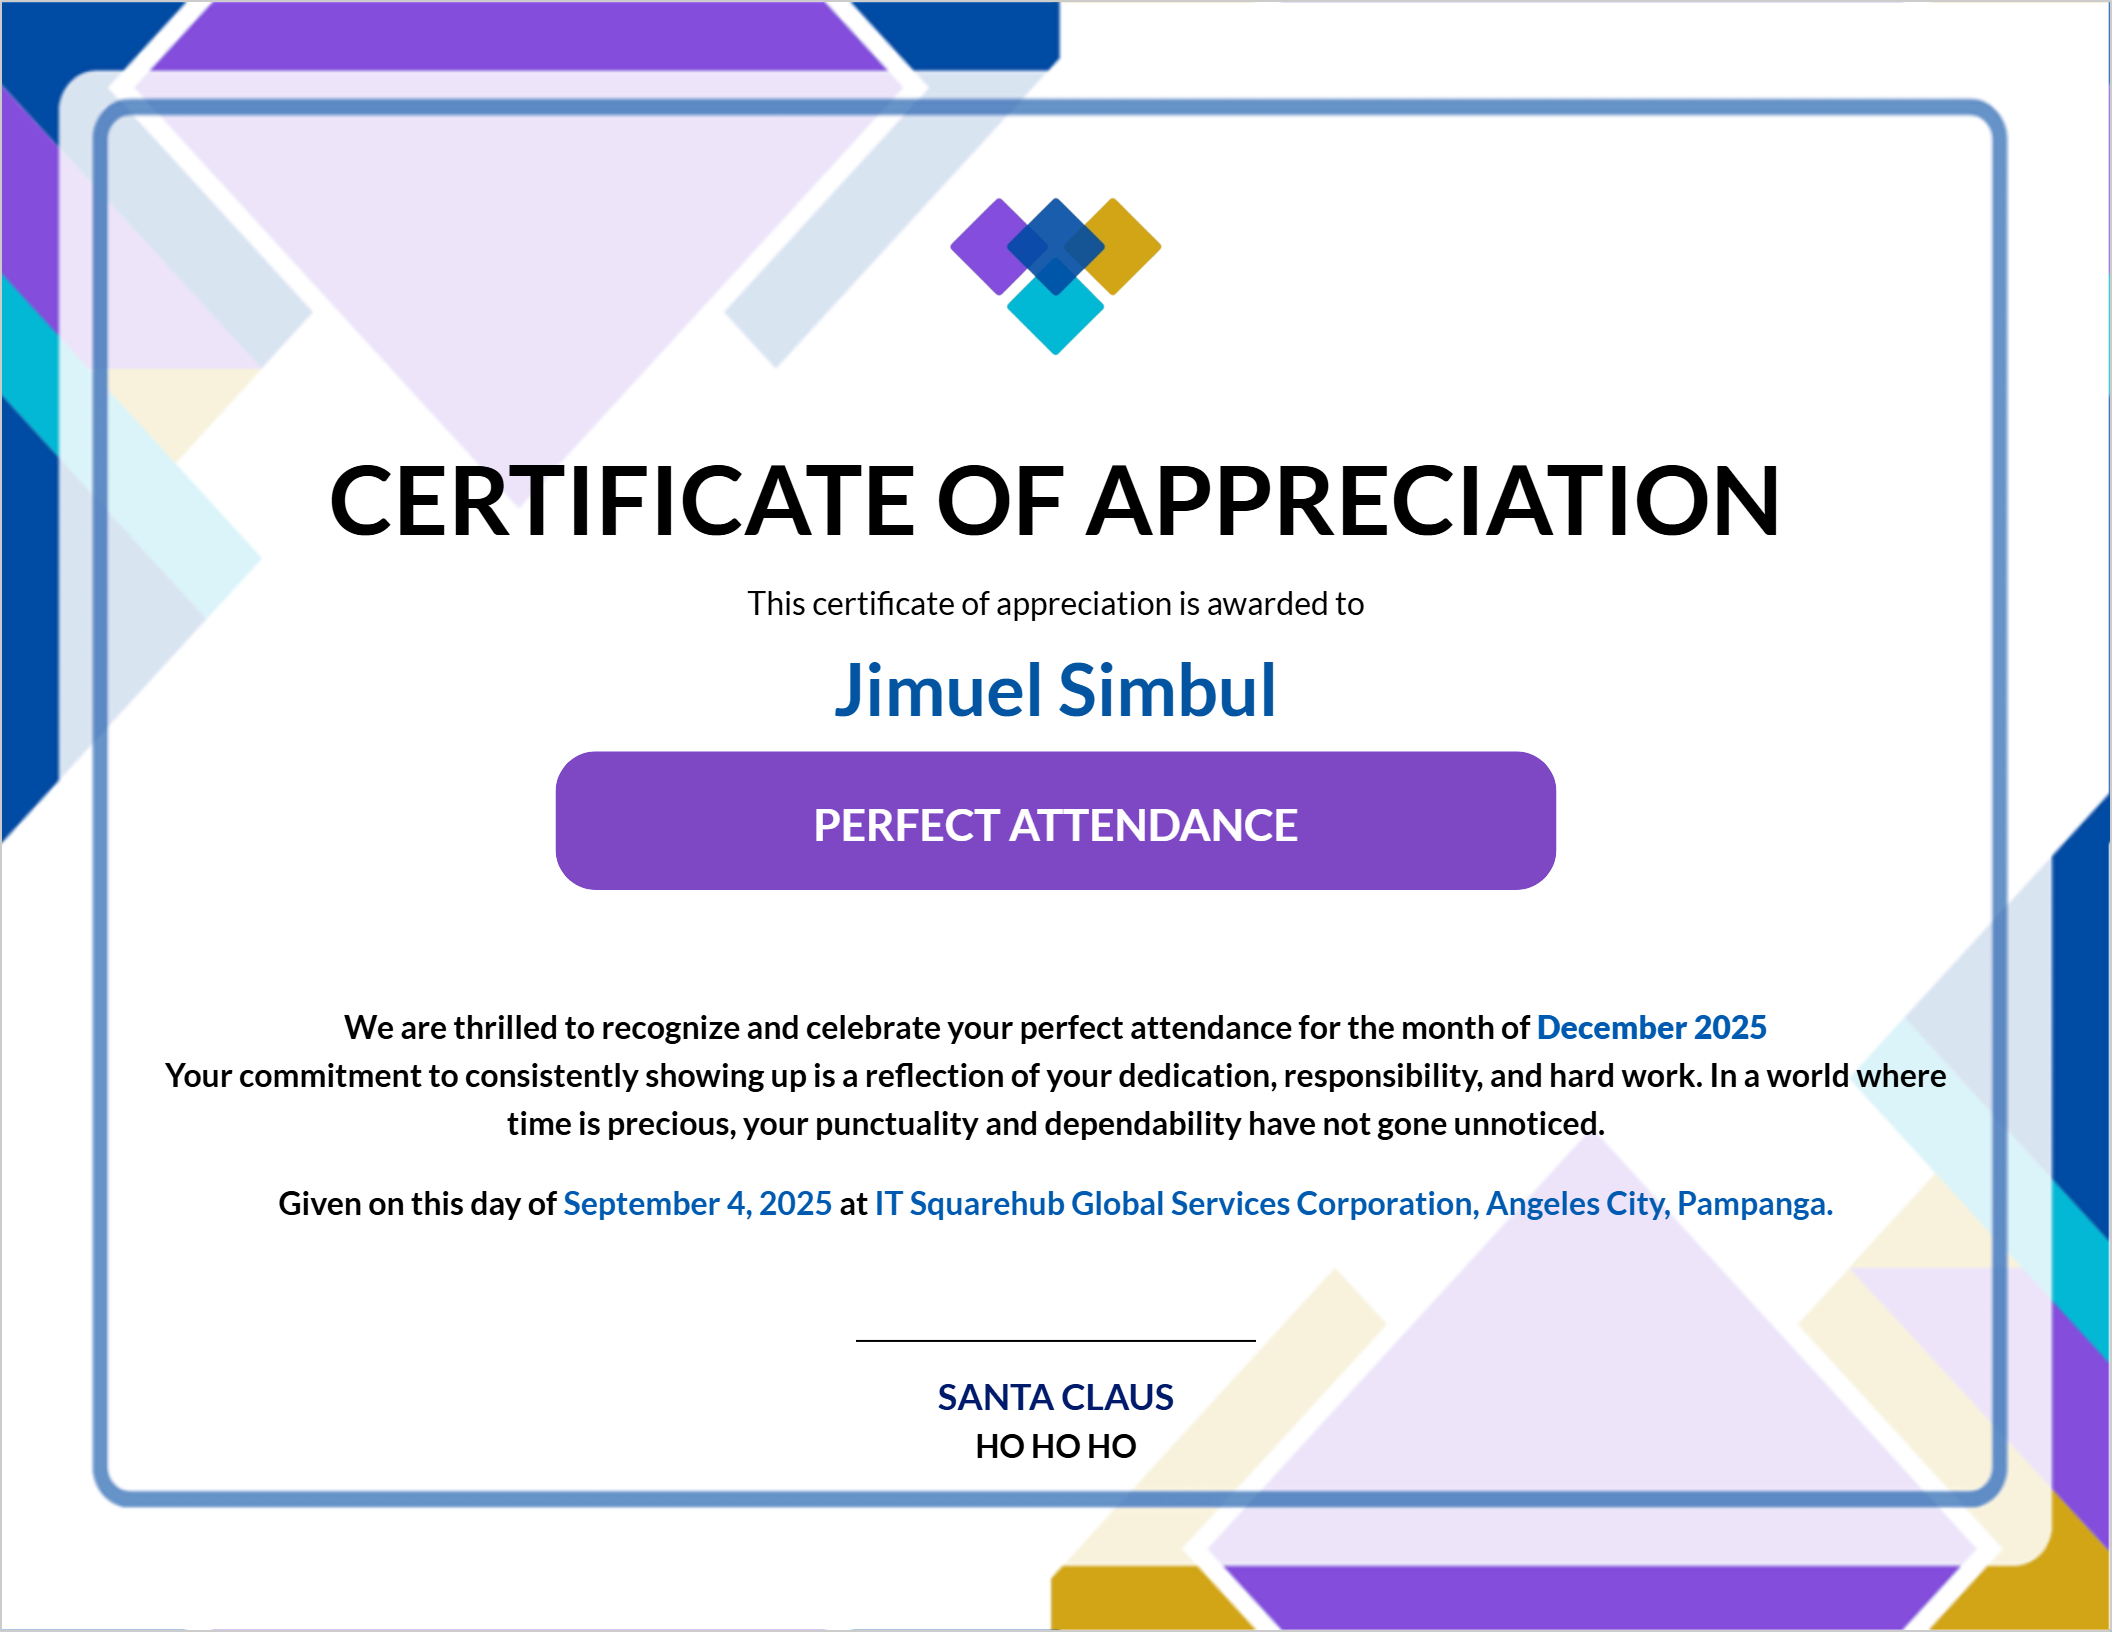 CERTIFICATE OF APPRECIATION
This certificate of appreciation is awarded to
Jimuel Simbul
PERFECT ATTENDANCE
We are thrilled to recognize and celebrate your perfect attendance for the month of December 2025
Your commitment to consistently showing up is a reflection of your dedication, responsibility, and hard work. In a world where
time is precious, your punctuality and dependability have not gone unnoticed.
Given on this day of September 4, 2025 at IT Squarehub Global Services Corporation, Angeles City, Pampanga.
SANTA CLAUS
HO HO HO